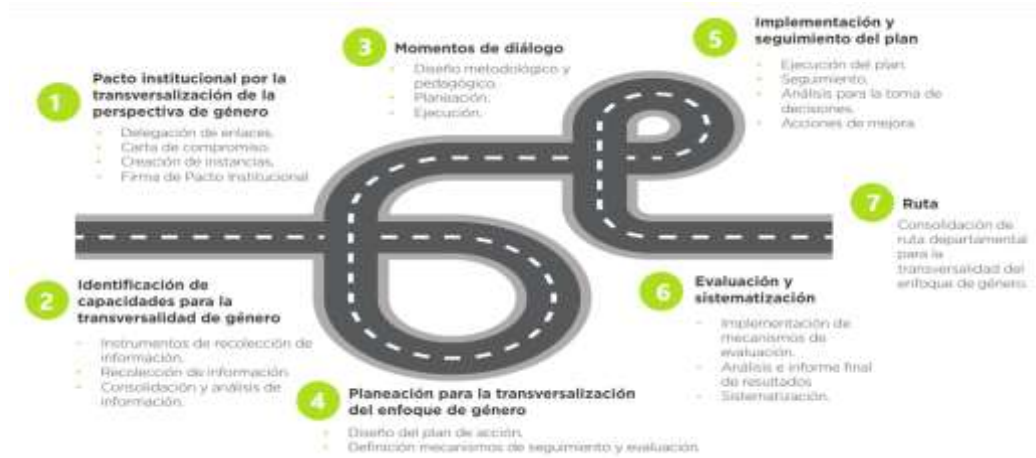 1
Pacto institucional por la
transversalización de la
perspectiva de género
- Delegación de enlaces.
- Carta de compromiso.
- Creación de instancias.
- Firma de Pacto Institucional
2
Identificación de
capacidades para la
transversalidad de género
- Instrumentos de recolección de
información.
- Recolección de información
- Consolidación y análisis de
información.
3
Momentos de diálogo
- Diseño metodológico y
pedagógico.
- Planeación.
- Ejecución.
4
Planeación para la transversalización
del enfoque de género
- Diseño del plan de acción.
- Definición mecanismos de seguimiento y evaluación
5
Implementación y
seguimiento del plan
- Ejecución del plan.
- Seguimiento.
- Análisis para la toma de
decisiones.
- Acciones de mejora
6
Evaluación y
sistematización
- Implementación de
mecanismos de
evaluación.
- Análisis e informe final
de resultados
- Sistematización.
7
Ruta
Consolidación de
ruta departamental
para la
transversalidad del
enfoque de género.